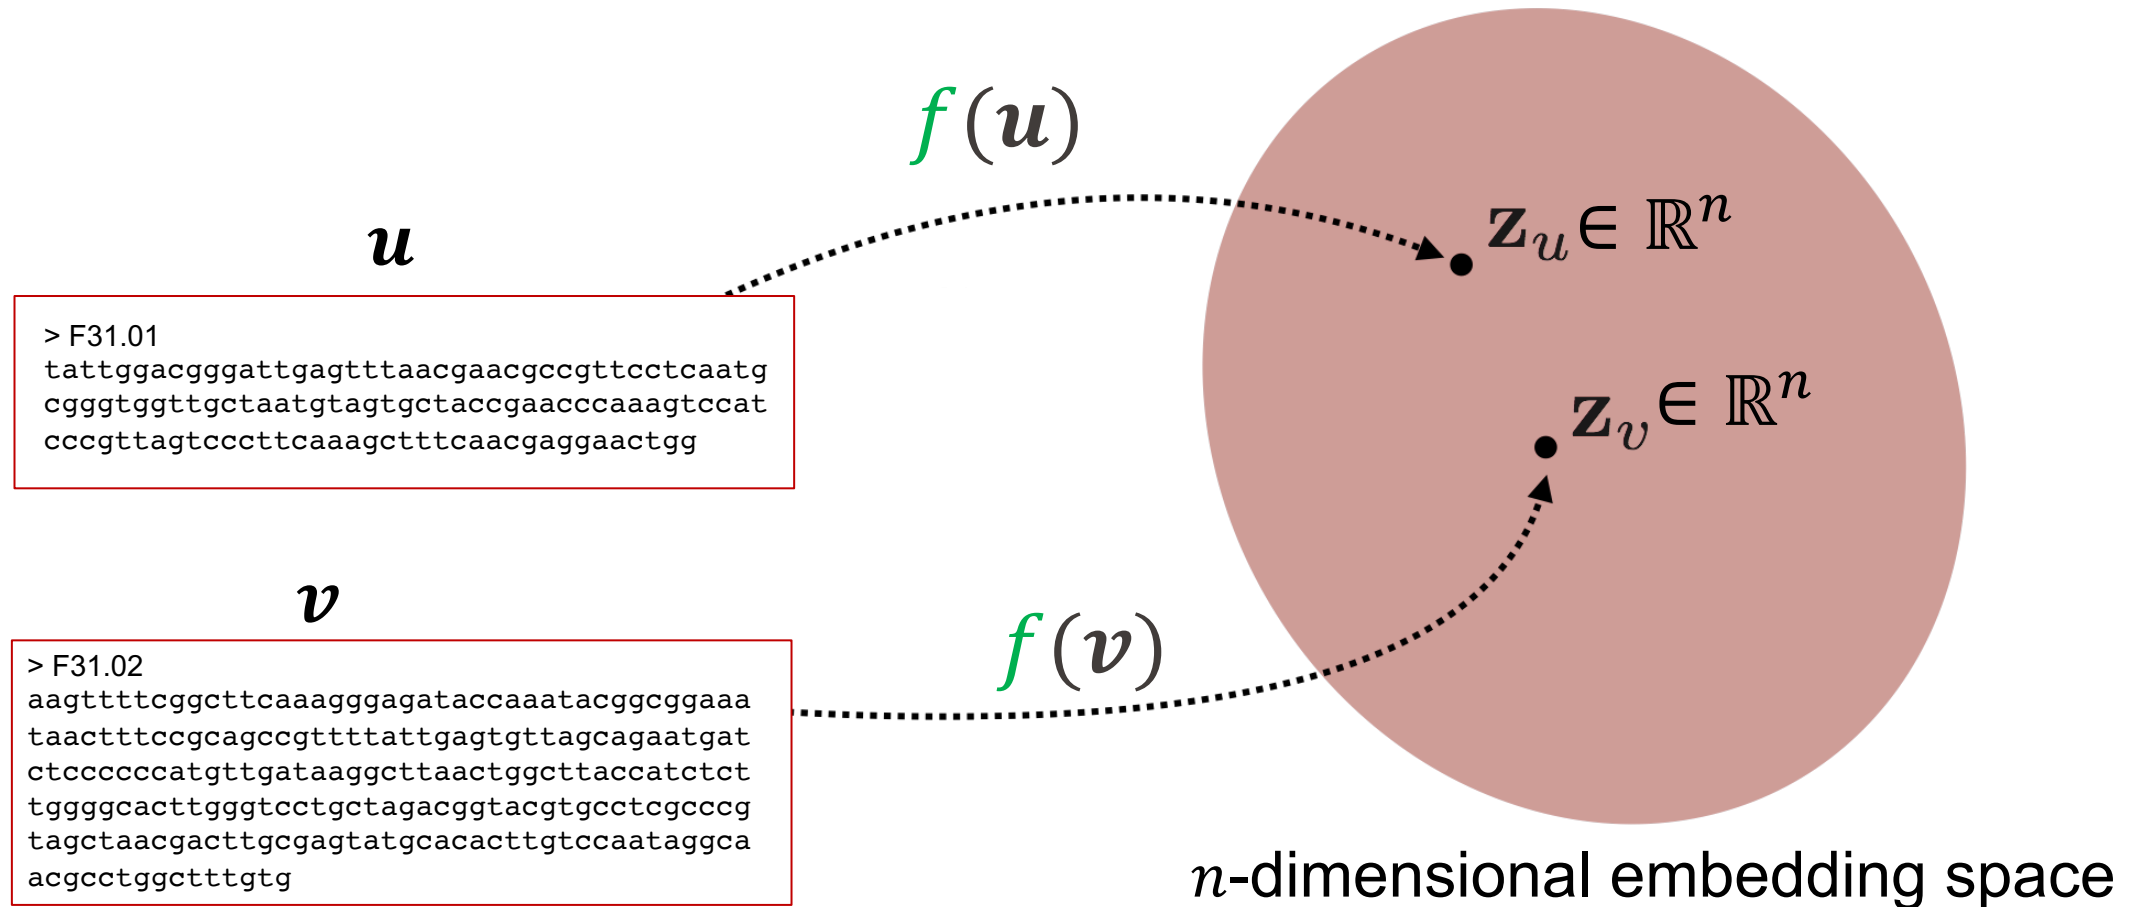 f(u)
u
z_u ∈ ℝ^n
> F31.01
tattggacgggattgagtttaacgaacgccgttcctcaatg
cgggtggttgctaatgtagtgctaccgaacccaaagtccat
cccgttagtcccttcaaagctttcaacgaggaactgg
z_v ∈ ℝ^n
v
f(v)
> F31.02
aagttttcggcttcaaagggagataccaaatacggcggaaa
taactttccgcagccgttttattgagtgttagcagaatgat
ctccccccatgttgataaggcttaactggcttaccatctct
tggggcacttgggtcctgctagacggtacgtgcctcgcccg
tagctaacgacttgcgagtatgcacacttgtccaataggca
acgcctggctttgtg
n-dimensional embedding space